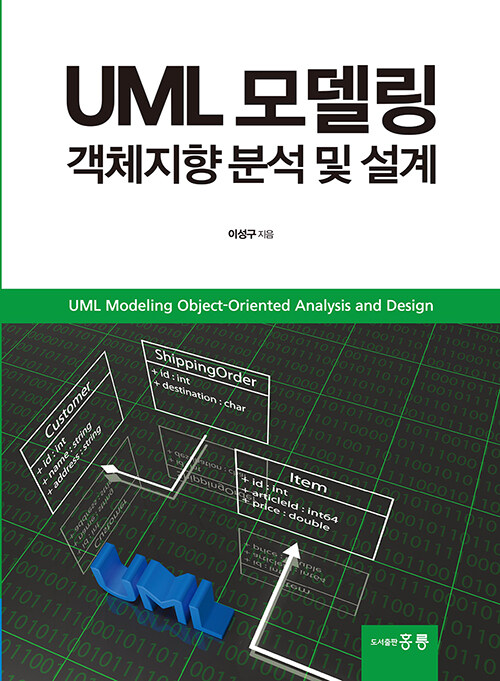 UML 모델링
객체지향 분석 및 설계
이성구 지음
UML Modeling Object-Oriented Analysis and Design
ShippingOrder
+ id : int
+ destination : char
Customer
+ id : int
+ name : string
+ address : string
Item
+ id : int
+ articleId : int64
+ price : double
UML
도서출판 홍릉